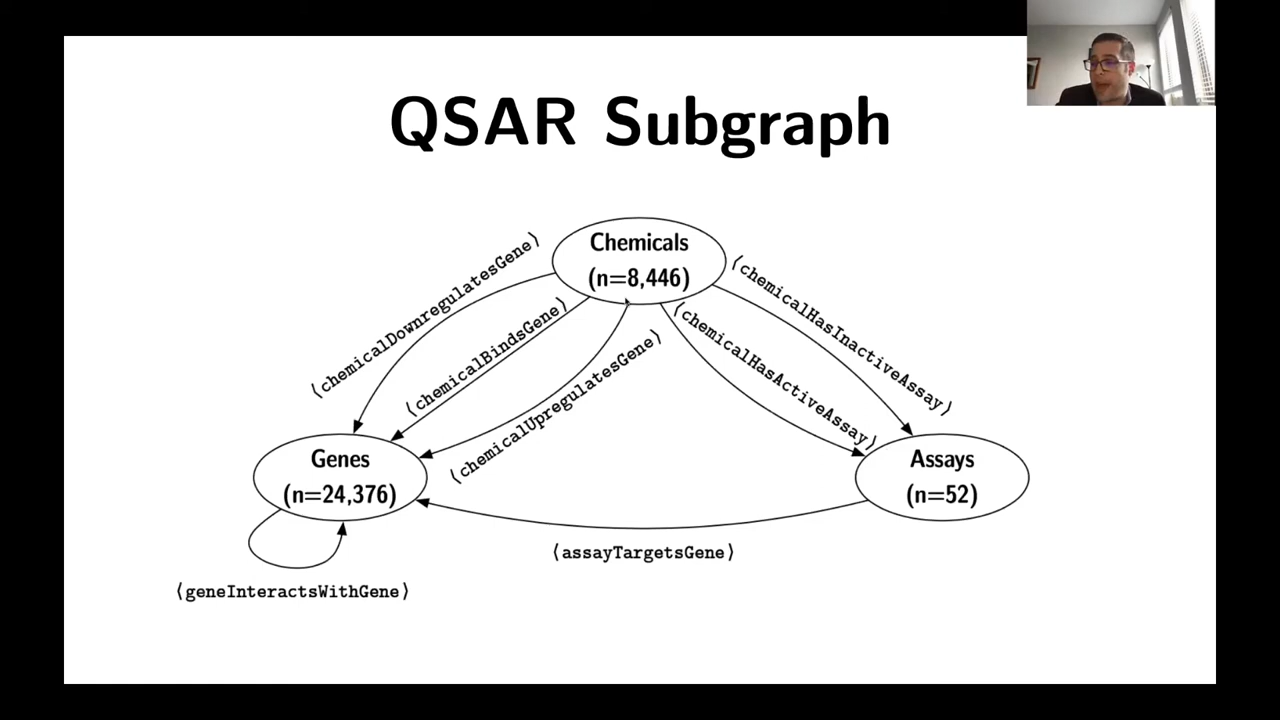 QSAR Subgraph
Chemicals
(n=8,446)
⟨chemicalDownregulatesGene⟩
⟨chemicalBindsGene⟩
⟨chemicalUpregulatesGene⟩
⟨chemicalHasActiveAssay⟩
⟨chemicalHasInactiveAssay⟩
Genes
(n=24,376)
Assays
(n=52)
⟨assayTargetsGene⟩
⟨geneInteractsWithGene⟩